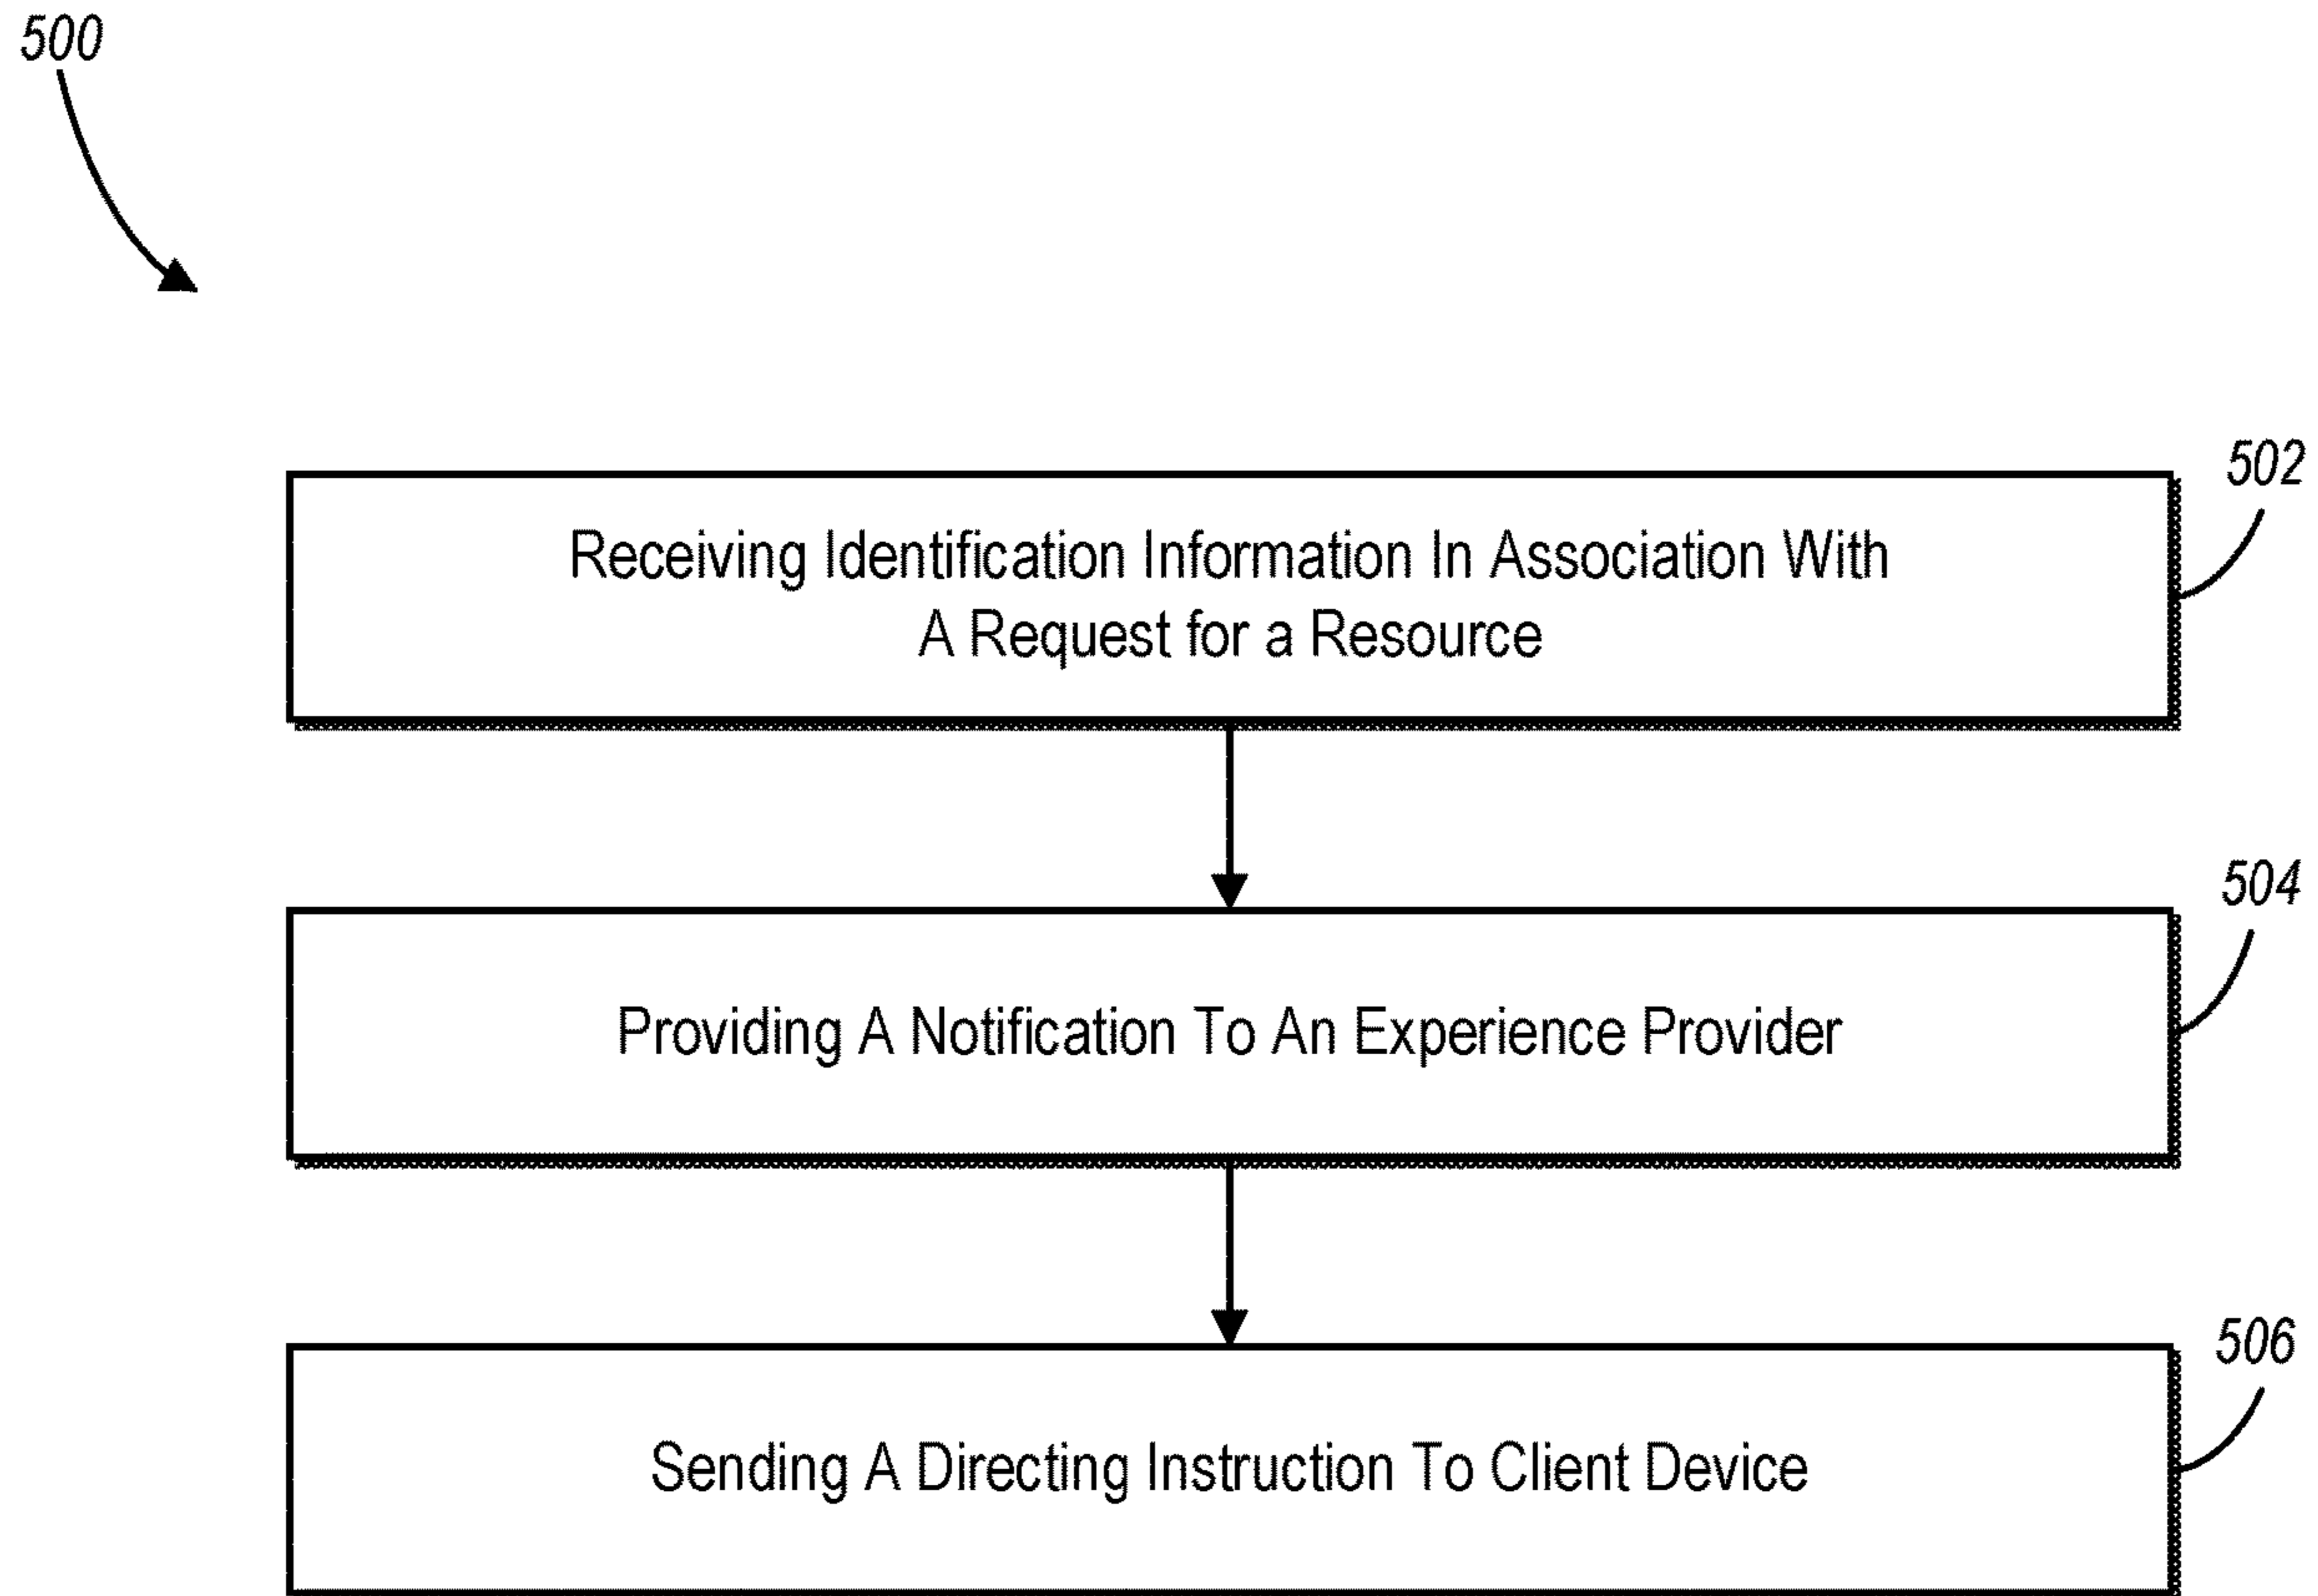 500
502
Receiving Identification Information In Association With
A Request for a Resource
504
Providing A Notification To An Experience Provider
506
Sending A Directing Instruction To Client Device